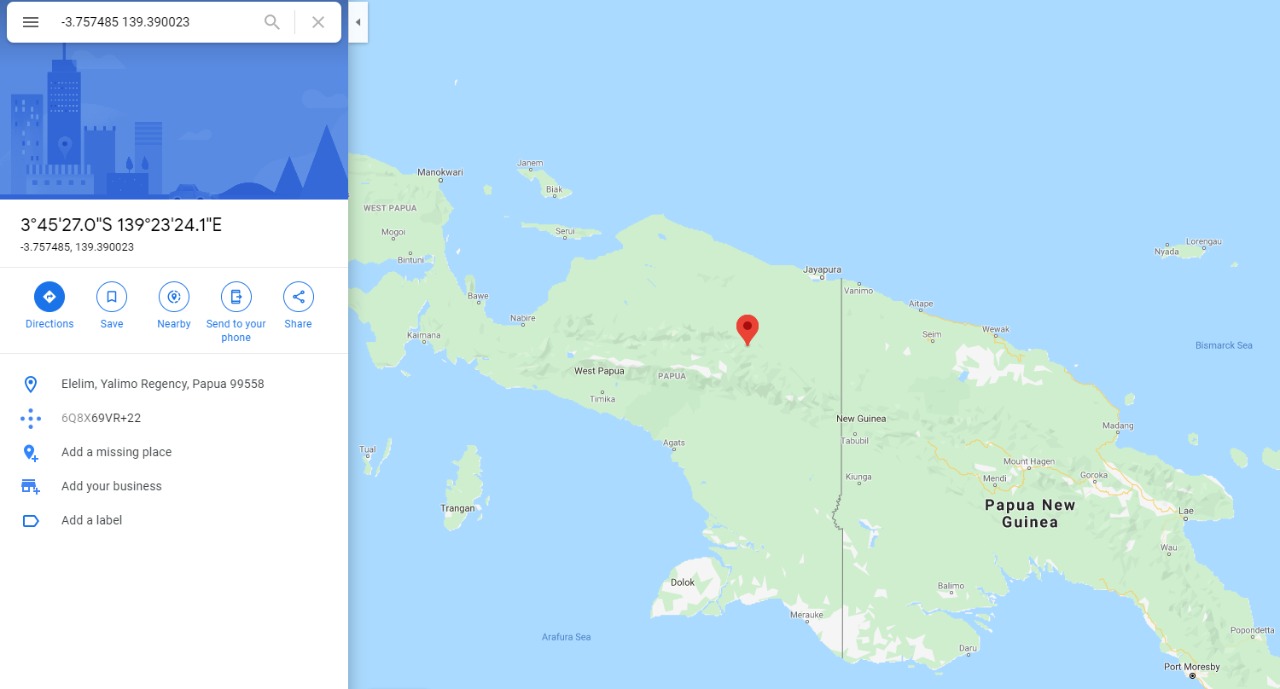 -3.757485 139.390023
3°45'27.0"S 139°23'24.1"E
-3.757485, 139.390023
Directions
Save
Nearby
Send to your
phone
Share
Elelim, Yalimo Regency, Papua 99558
6Q8X69VR+22
Add a missing place
Add your business
Add a label
Janem
Manokwari
Biak
WEST PAPUA
Mogoi
Serui
Bintuni
Lorengau
Nyada
Jayapura
Vanimo
Bawe
Aitape
Nabire
Kaimana
Seim
Wewak
Bismarck Sea
West Papua
PAPUA
Timika
New Guinea
Madang
Tabubil
Agats
Tual
Mount Hagen
Kiunga
Mendi
Goroka
Trangan
Papua New
Guinea
Lae
Wau
Dolok
Balimo
Merauke
Arafura Sea
Popondetta
Daru
Port Moresby